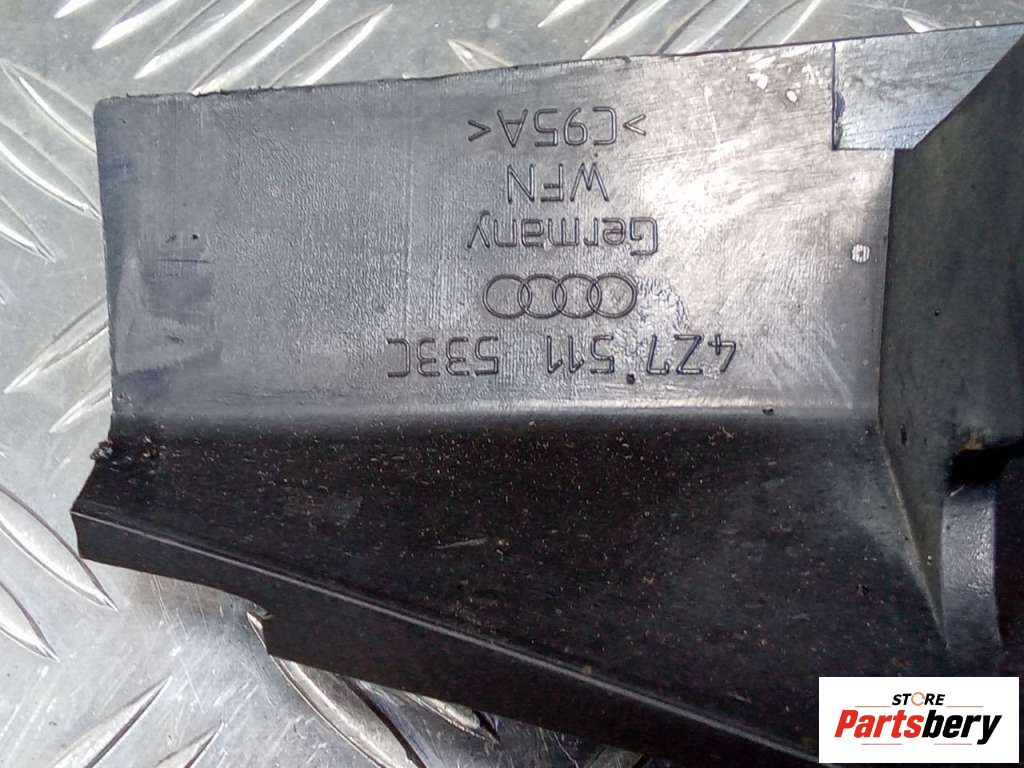 4Z7 511 533C
Germany
WFN
>C95A<
STORE
Partsbery